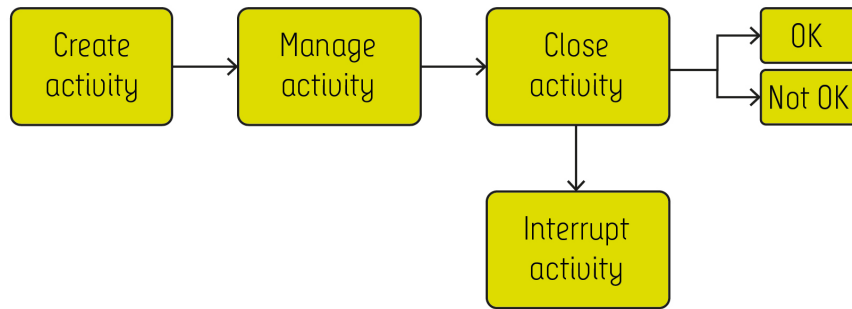 Create
activity
Manage
activity
Close
activity
OK
Not OK
Interrupt
activity